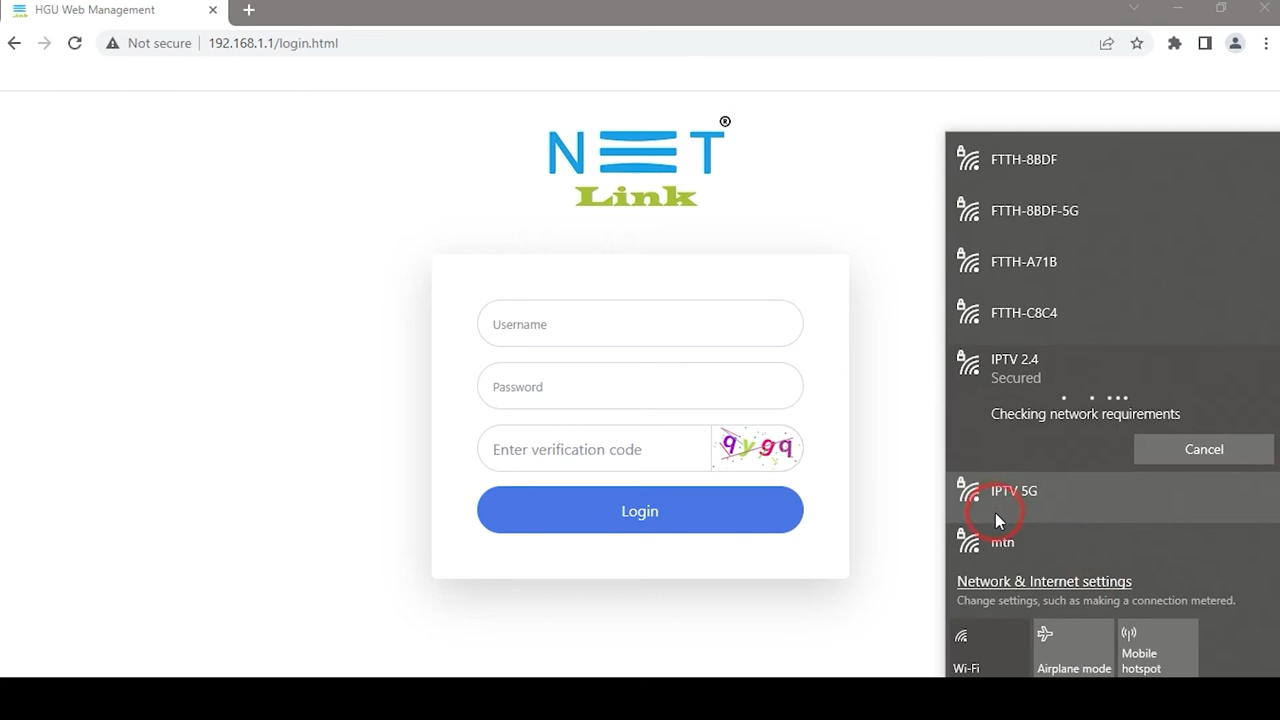 HGU Web Management
Not secure
192.168.1.1/login.html
NET
®
Link
Username
Password
Enter verification code
qygq
Login
FTTH-8BDF
FTTH-8BDF-5G
FTTH-A71B
FTTH-C8C4
IPTV 2.4
Secured
Checking network requirements
Cancel
IPTV 5G
mtn
Network & Internet settings
Change settings, such as making a connection metered.
Wi-Fi
Airplane mode
Mobile
hotspot